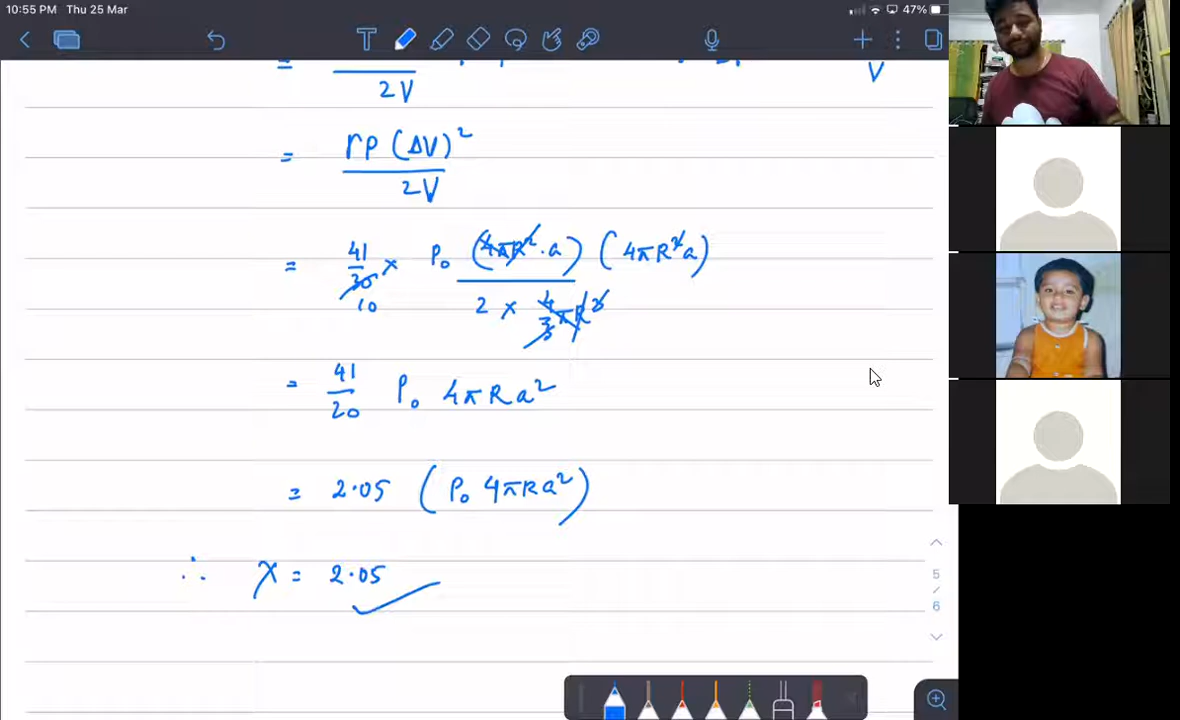 10:55 PM Thu 25 Mar 47%
= 2V V
= rP (ΔV)² / 2V
= 41/30 10 × P₀ (4πR²·a) (4πR²a) / 2 × 4/3 πR³
= 41/20 P₀ 4πRa²
= 2.05 (P₀ 4πRa²)
5 / 6
∴ X = 2.05